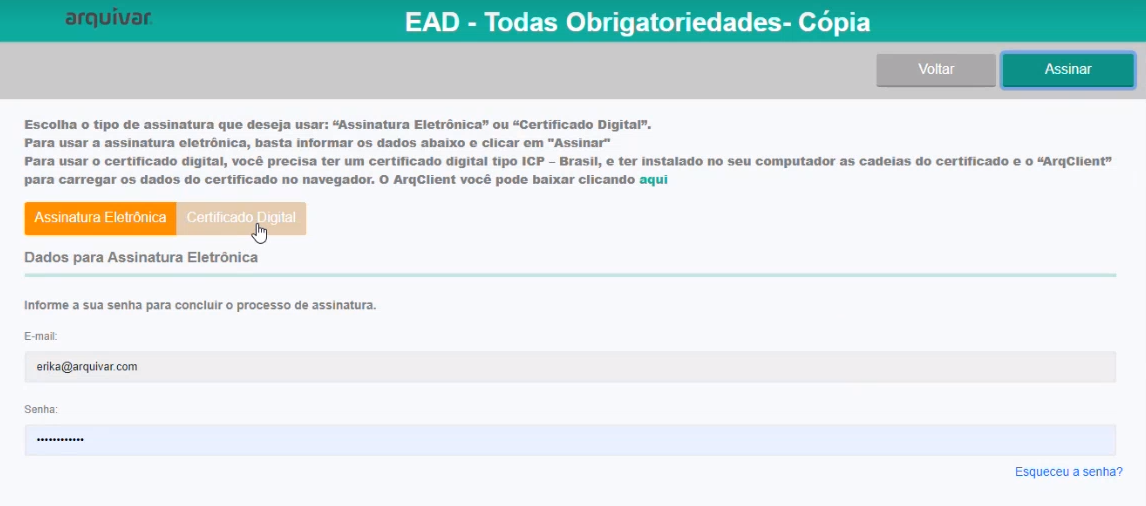 arquivar
EAD - Todas Obrigatoriedades- Cópia
Voltar
Assinar
Escolha o tipo de assinatura que deseja usar: “Assinatura Eletrônica” ou “Certificado Digital”.
Para usar a assinatura eletrônica, basta informar os dados abaixo e clicar em "Assinar"
Para usar o certificado digital, você precisa ter um certificado digital tipo ICP – Brasil, e ter instalado no seu computador as cadeias do certificado e o “ArqClient”
para carregar os dados do certificado no navegador. O ArqClient você pode baixar clicando aqui
Assinatura Eletrônica
Certificado Digital
Dados para Assinatura Eletrônica
Informe a sua senha para concluir o processo de assinatura.
E-mail:
erika@arquivar.com
Senha:
••••••••••••
Esqueceu a senha?